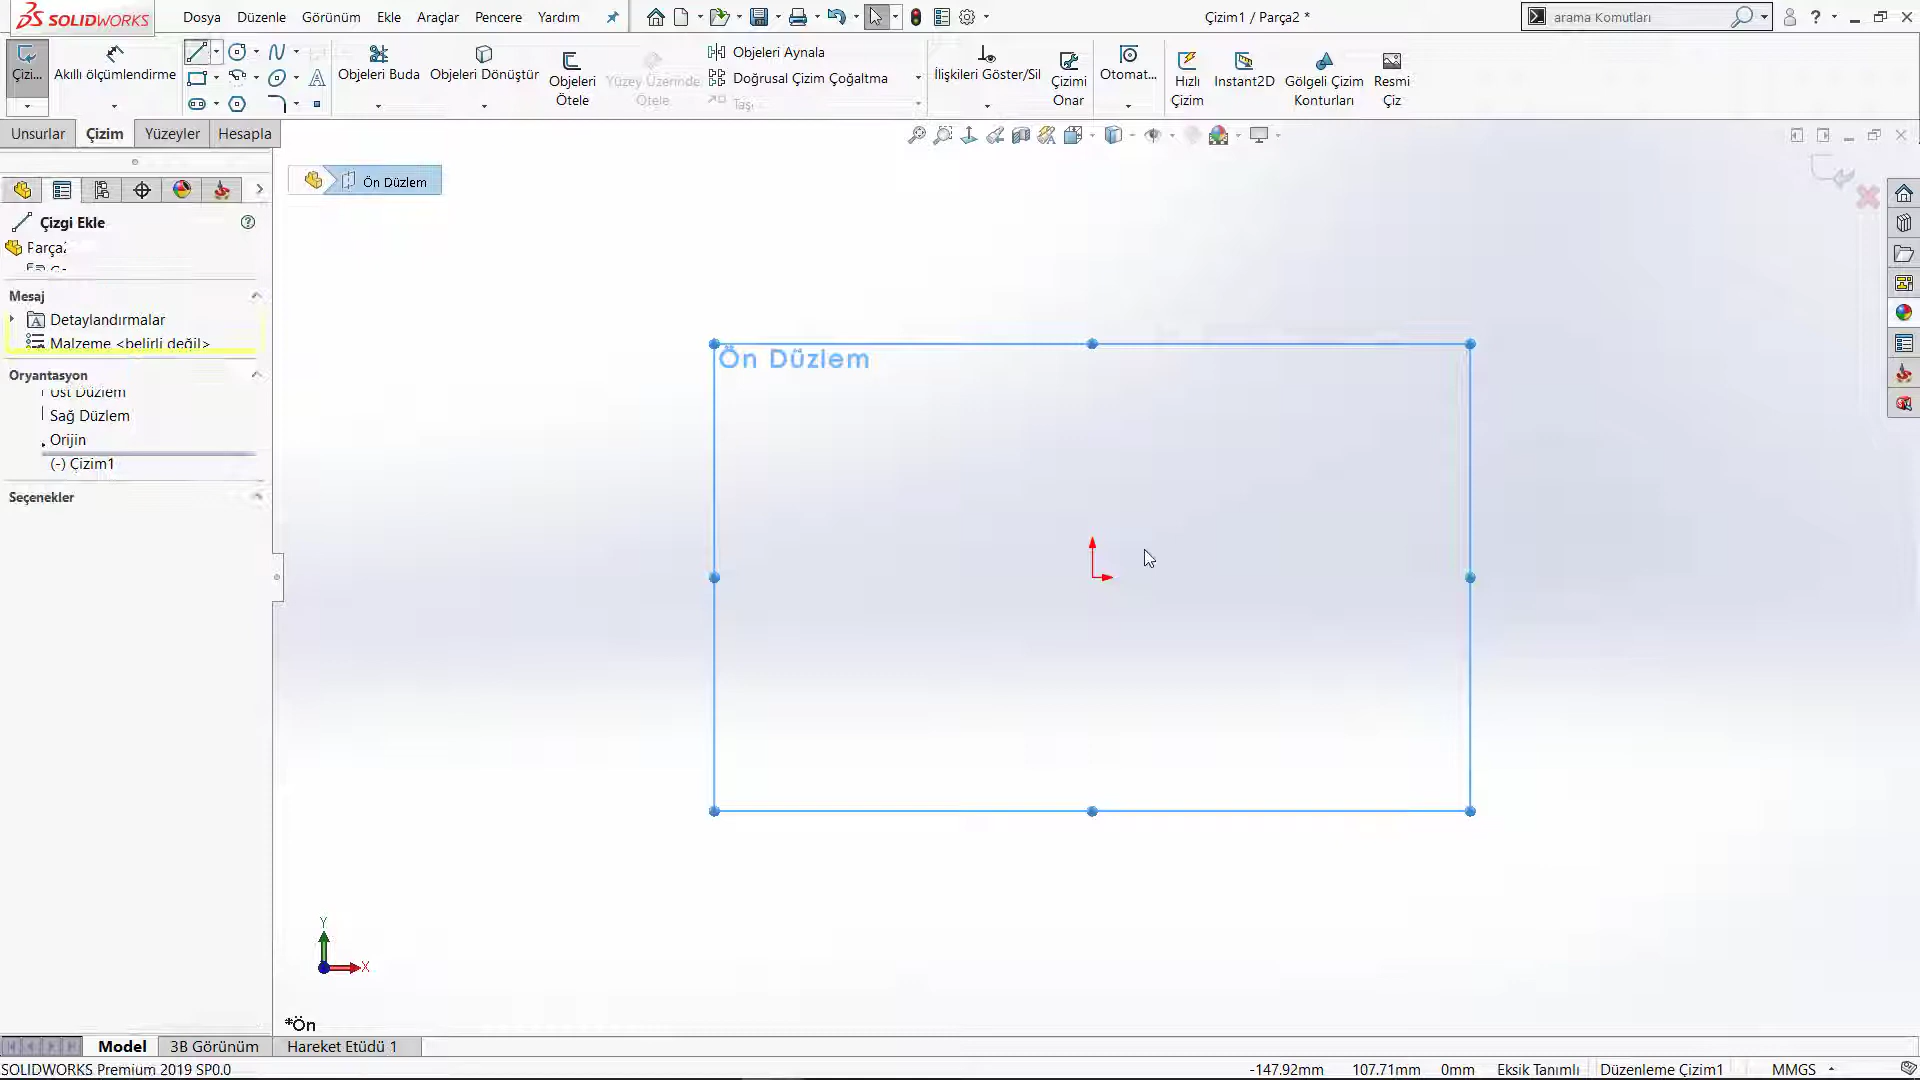 SOLIDWORKS
Dosya
Düzenle
Görünüm
Ekle
Araçlar
Pencere
Yardım
Çizim1 / Parça2 *
arama Komutları
Çizi...
Akıllı ölçümlendirme
Objeleri Buda
Objeleri Dönüştür
Objeleri
Ötele
Yüzey Üzerinde
Ötele
Objeleri Aynala
Doğrusal Çizim Çoğaltma
Taşı
İlişkileri Göster/Sil
Çizimi
Onar
Otomat...
Hızlı
Çizim
Instant2D
Gölgeli Çizim
Konturları
Resmi
Çiz
Unsurlar
Çizim
Yüzeyler
Hesapla
Ön Düzlem
Çizgi Ekle
Parça2
Mesaj
Detaylandırmalar
Malzeme <belirli değil>
Oryantasyon
Üst Düzlem
Sağ Düzlem
Orijin
(-) Çizim1
Seçenekler
Ön Düzlem
Y
X
*Ön
Model
3B Görünüm
Hareket Etüdü 1
SOLIDWORKS Premium 2019 SP0.0
-147.92mm
107.71mm
0mm
Eksik Tanımlı
Düzenleme Çizim1
MMGS